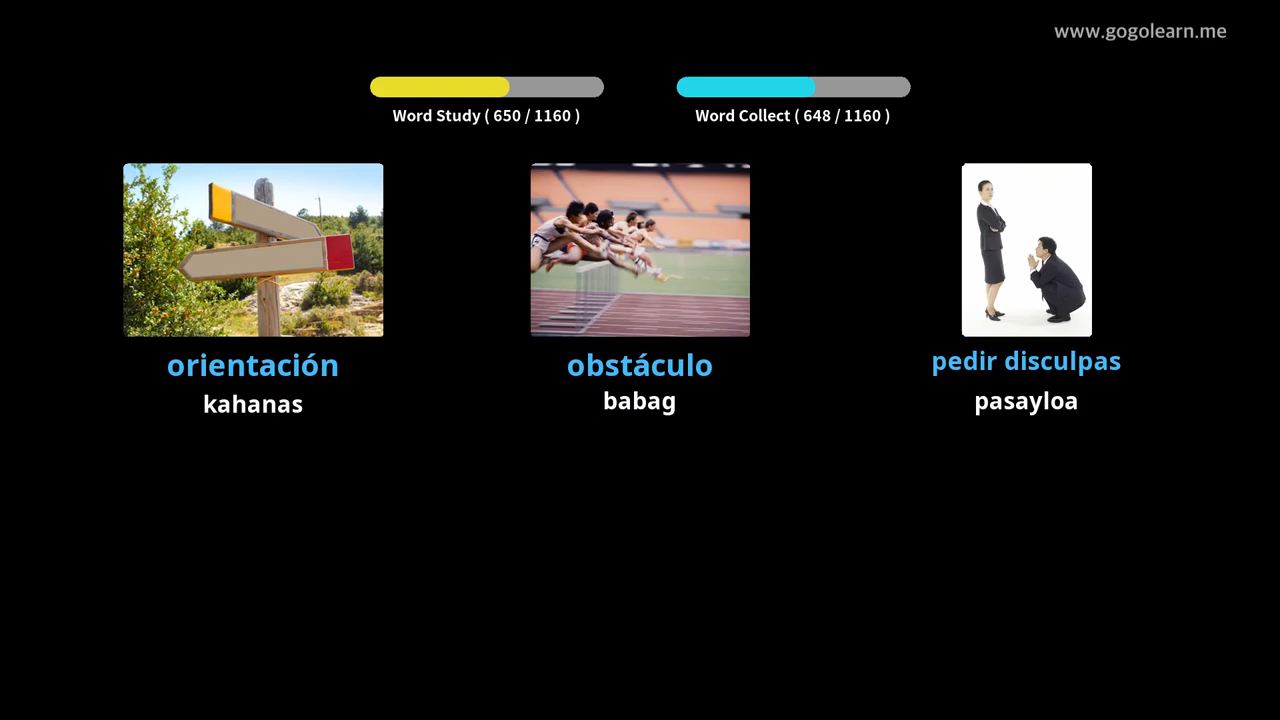 www.gogolearn.me
Word Study ( 650 / 1160 )
Word Collect ( 648 / 1160 )
orientación
kahanas
obstáculo
babag
pedir disculpas
pasayloa